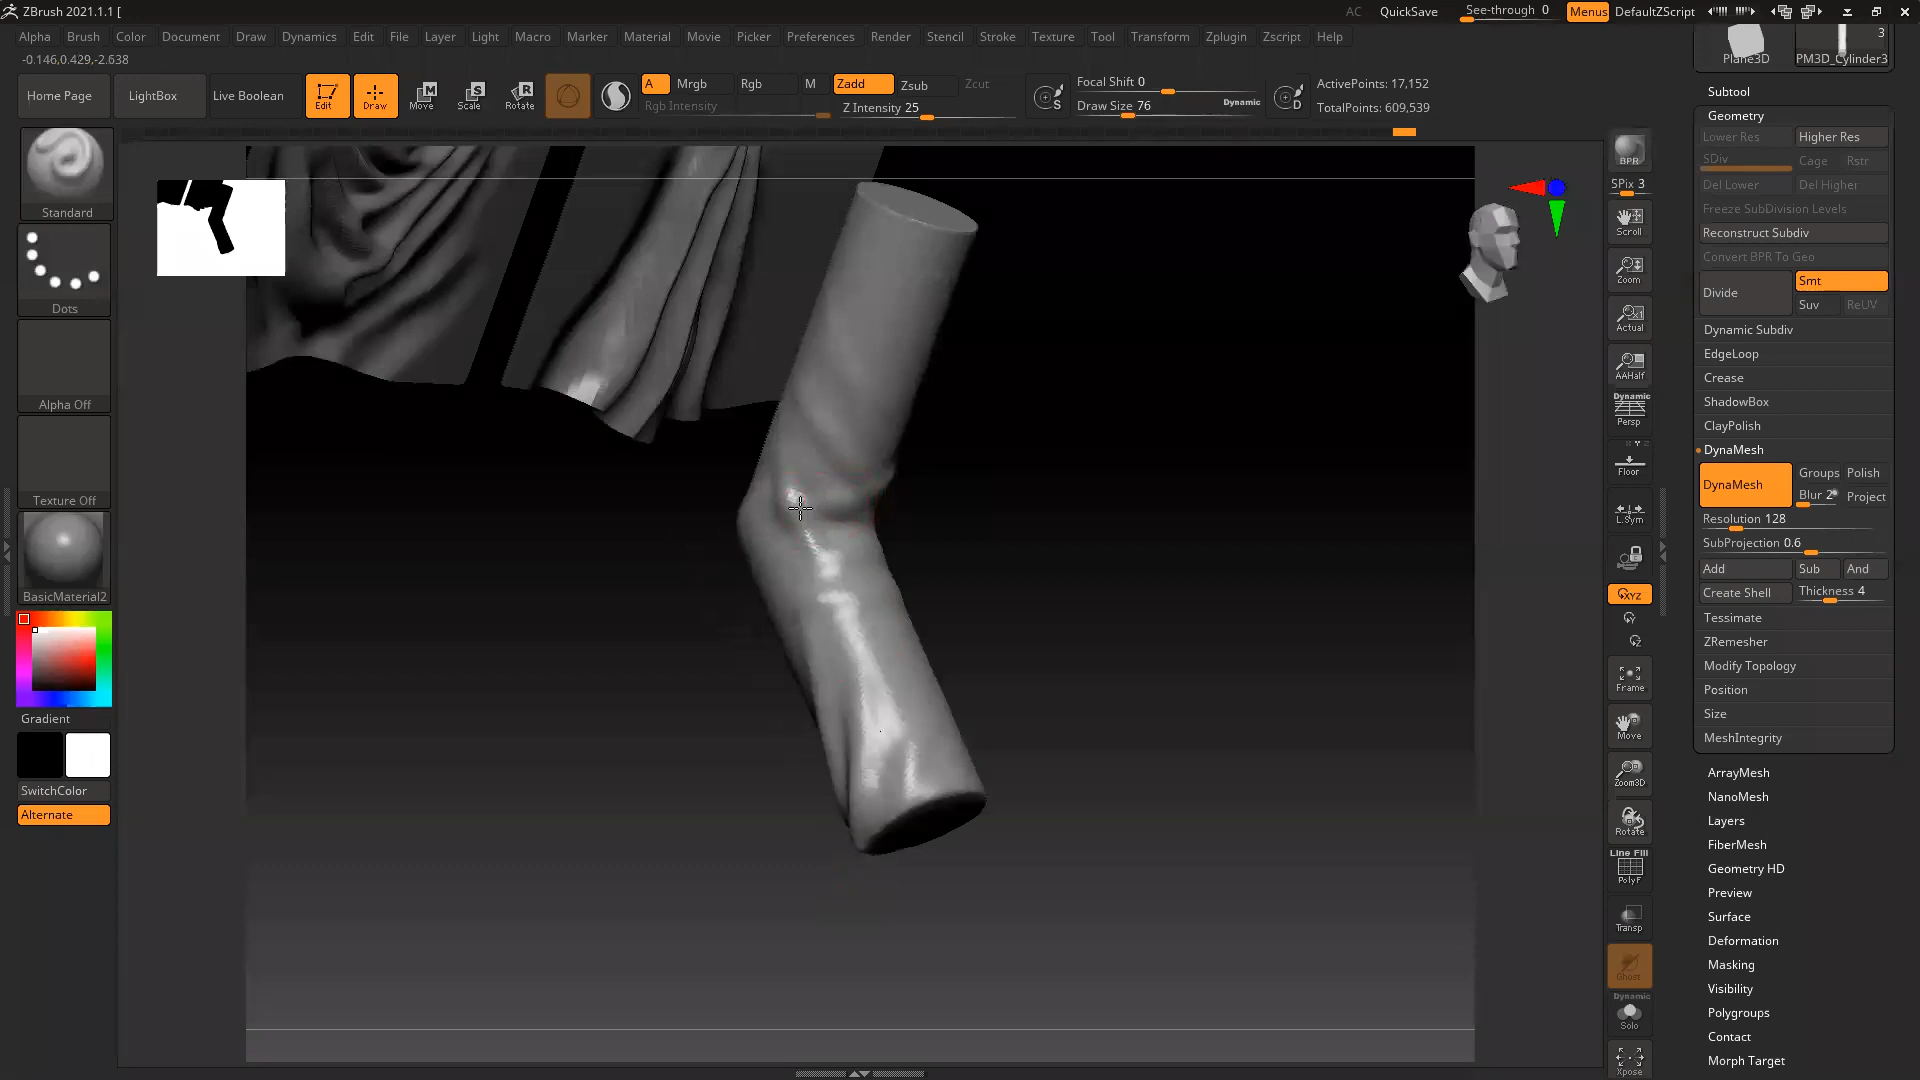 ZBrush 2021.1.1 [
AC QuickSave See-through 0 Menus DefaultZScript
Alpha Brush Color Document Draw Dynamics Edit File Layer Light Macro Marker Material Movie Picker Preferences Render Stencil Stroke Texture Tool Transform Zplugin Zscript Help
-0.146,0.429,-2.638
Home Page LightBox Live Boolean Edit Draw Move Scale Rotate
A Mrgb Rgb M Zadd Zsub Zcut
Rgb Intensity Z Intensity 25
S Focal Shift 0
Draw Size 76 Dynamic D
ActivePoints: 17,152
TotalPoints: 609,539
Standard
Dots
Alpha Off
Texture Off
BasicMaterial2
Gradient
SwitchColor
Alternate
BPR
SPix 3
Scroll
Zoom
Actual
AAHalf
Dynamic
Persp
Floor
L.Sym
XYZ
Frame
Move
Zoom3D
Rotate
Line Fill
PolyF
Transp
Ghost
Dynamic
Solo
Xpose
3
Plane3D PM3D_Cylinder3
Subtool
Geometry
Lower Res Higher Res
SDiv Cage Rstr
Del Lower Del Higher
Freeze SubDivision Levels
Reconstruct Subdiv
Convert BPR To Geo
Divide Smt
Suv ReUV
Dynamic Subdiv
EdgeLoop
Crease
ShadowBox
ClayPolish
DynaMesh
DynaMesh Groups Polish
Blur 2 Project
Resolution 128
SubProjection 0.6
Add Sub And
Create Shell Thickness 4
Tessimate
ZRemesher
Modify Topology
Position
Size
MeshIntegrity
ArrayMesh
NanoMesh
Layers
FiberMesh
Geometry HD
Preview
Surface
Deformation
Masking
Visibility
Polygroups
Contact
Morph Target